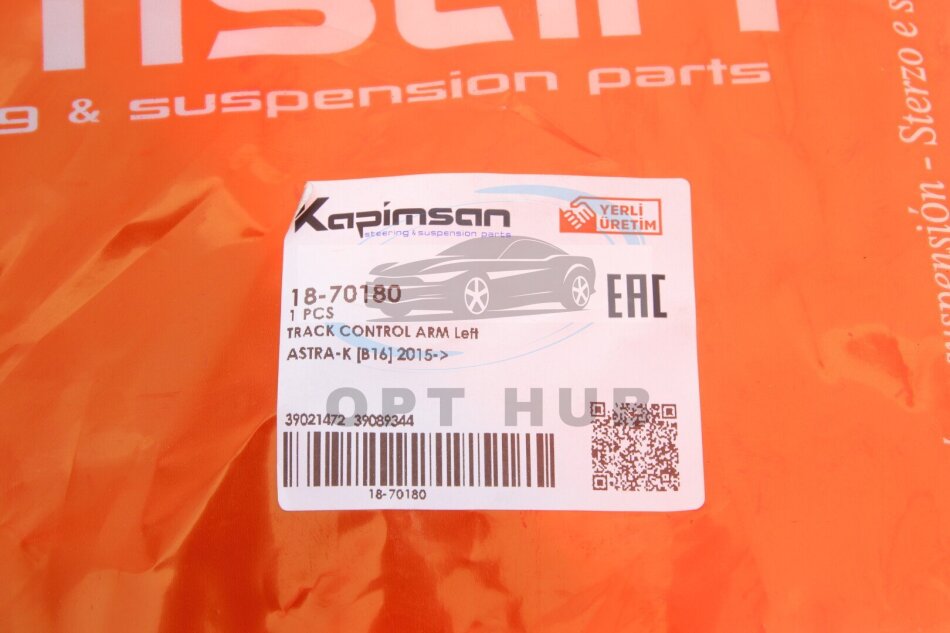 g & suspension parts
uspensión - Sterzo e s
Kapimsan
steering & suspension parts
YERLİ
ÜRETİM
18-70180
1 PCS
EAC
TRACK CONTROL ARM Left
ASTRA-K [B16] 2015->
OPT HUB
39021472 39089344
18-70180